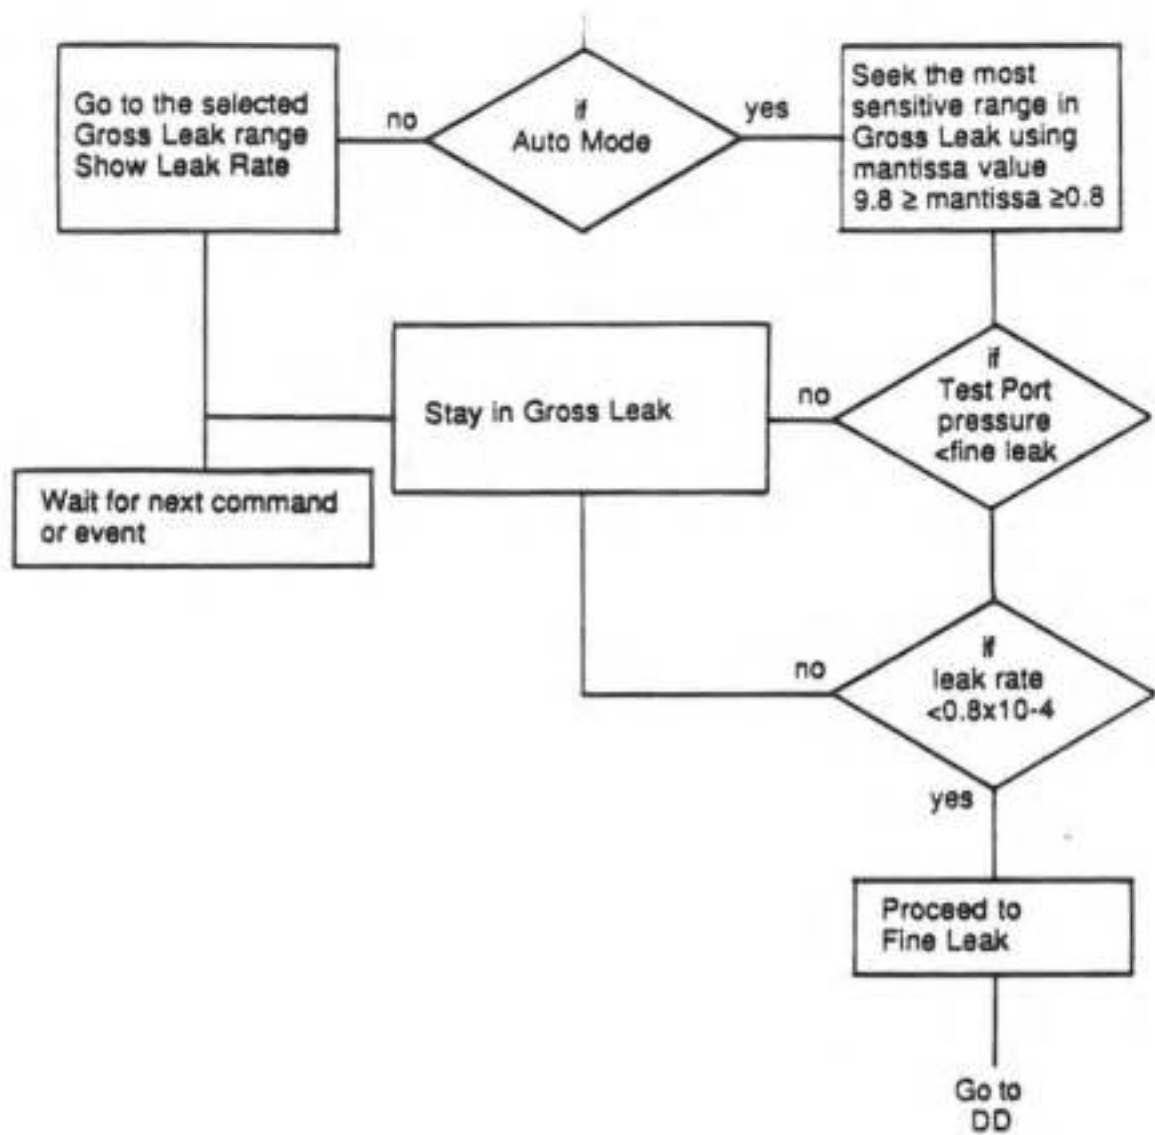 Go to the selected
Gross Leak range
Show Leak Rate
no
if
Auto Mode
yes
Seek the most
sensitive range in
Gross Leak using
mantissa value
9.8 ≥ mantissa ≥0.8
Stay in Gross Leak
no
if
Test Port
pressure
<fine leak
Wait for next command
or event
no
if
leak rate
<0.8x10-4
yes
Proceed to
Fine Leak
Go to
DD